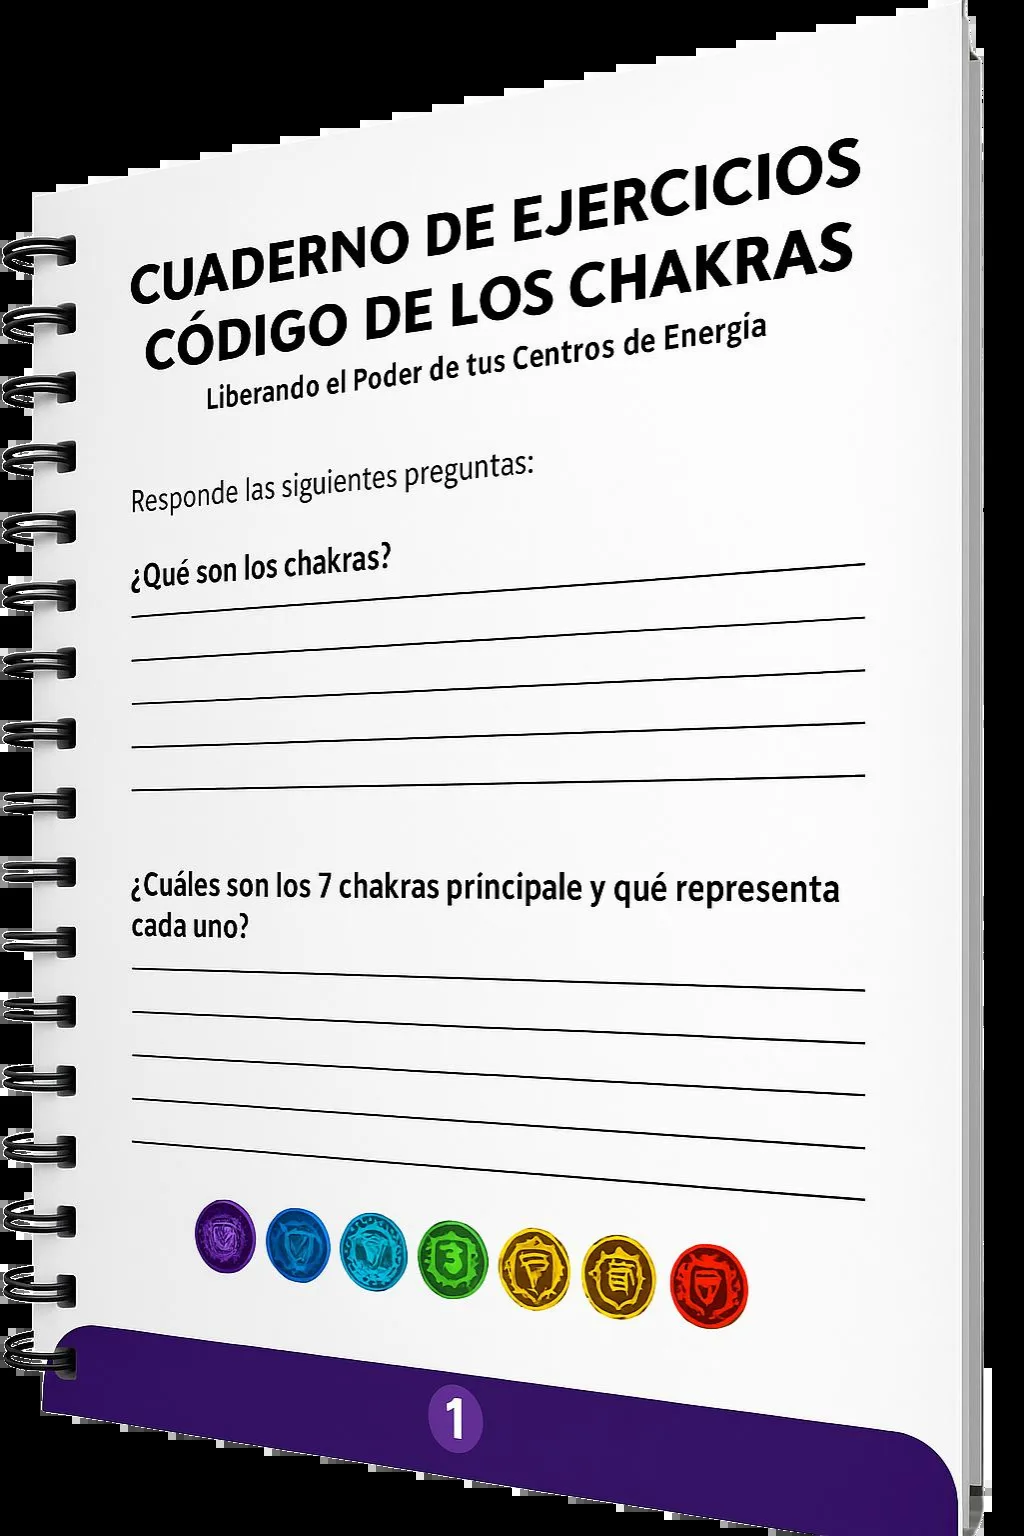 CUADERNO DE EJERCICIOS
CÓDIGO DE LOS CHAKRAS
Liberando el Poder de tus Centros de Energía
Responde las siguientes preguntas:
¿Qué son los chakras?
¿Cuáles son los 7 chakras principale y qué representa
cada uno?
1